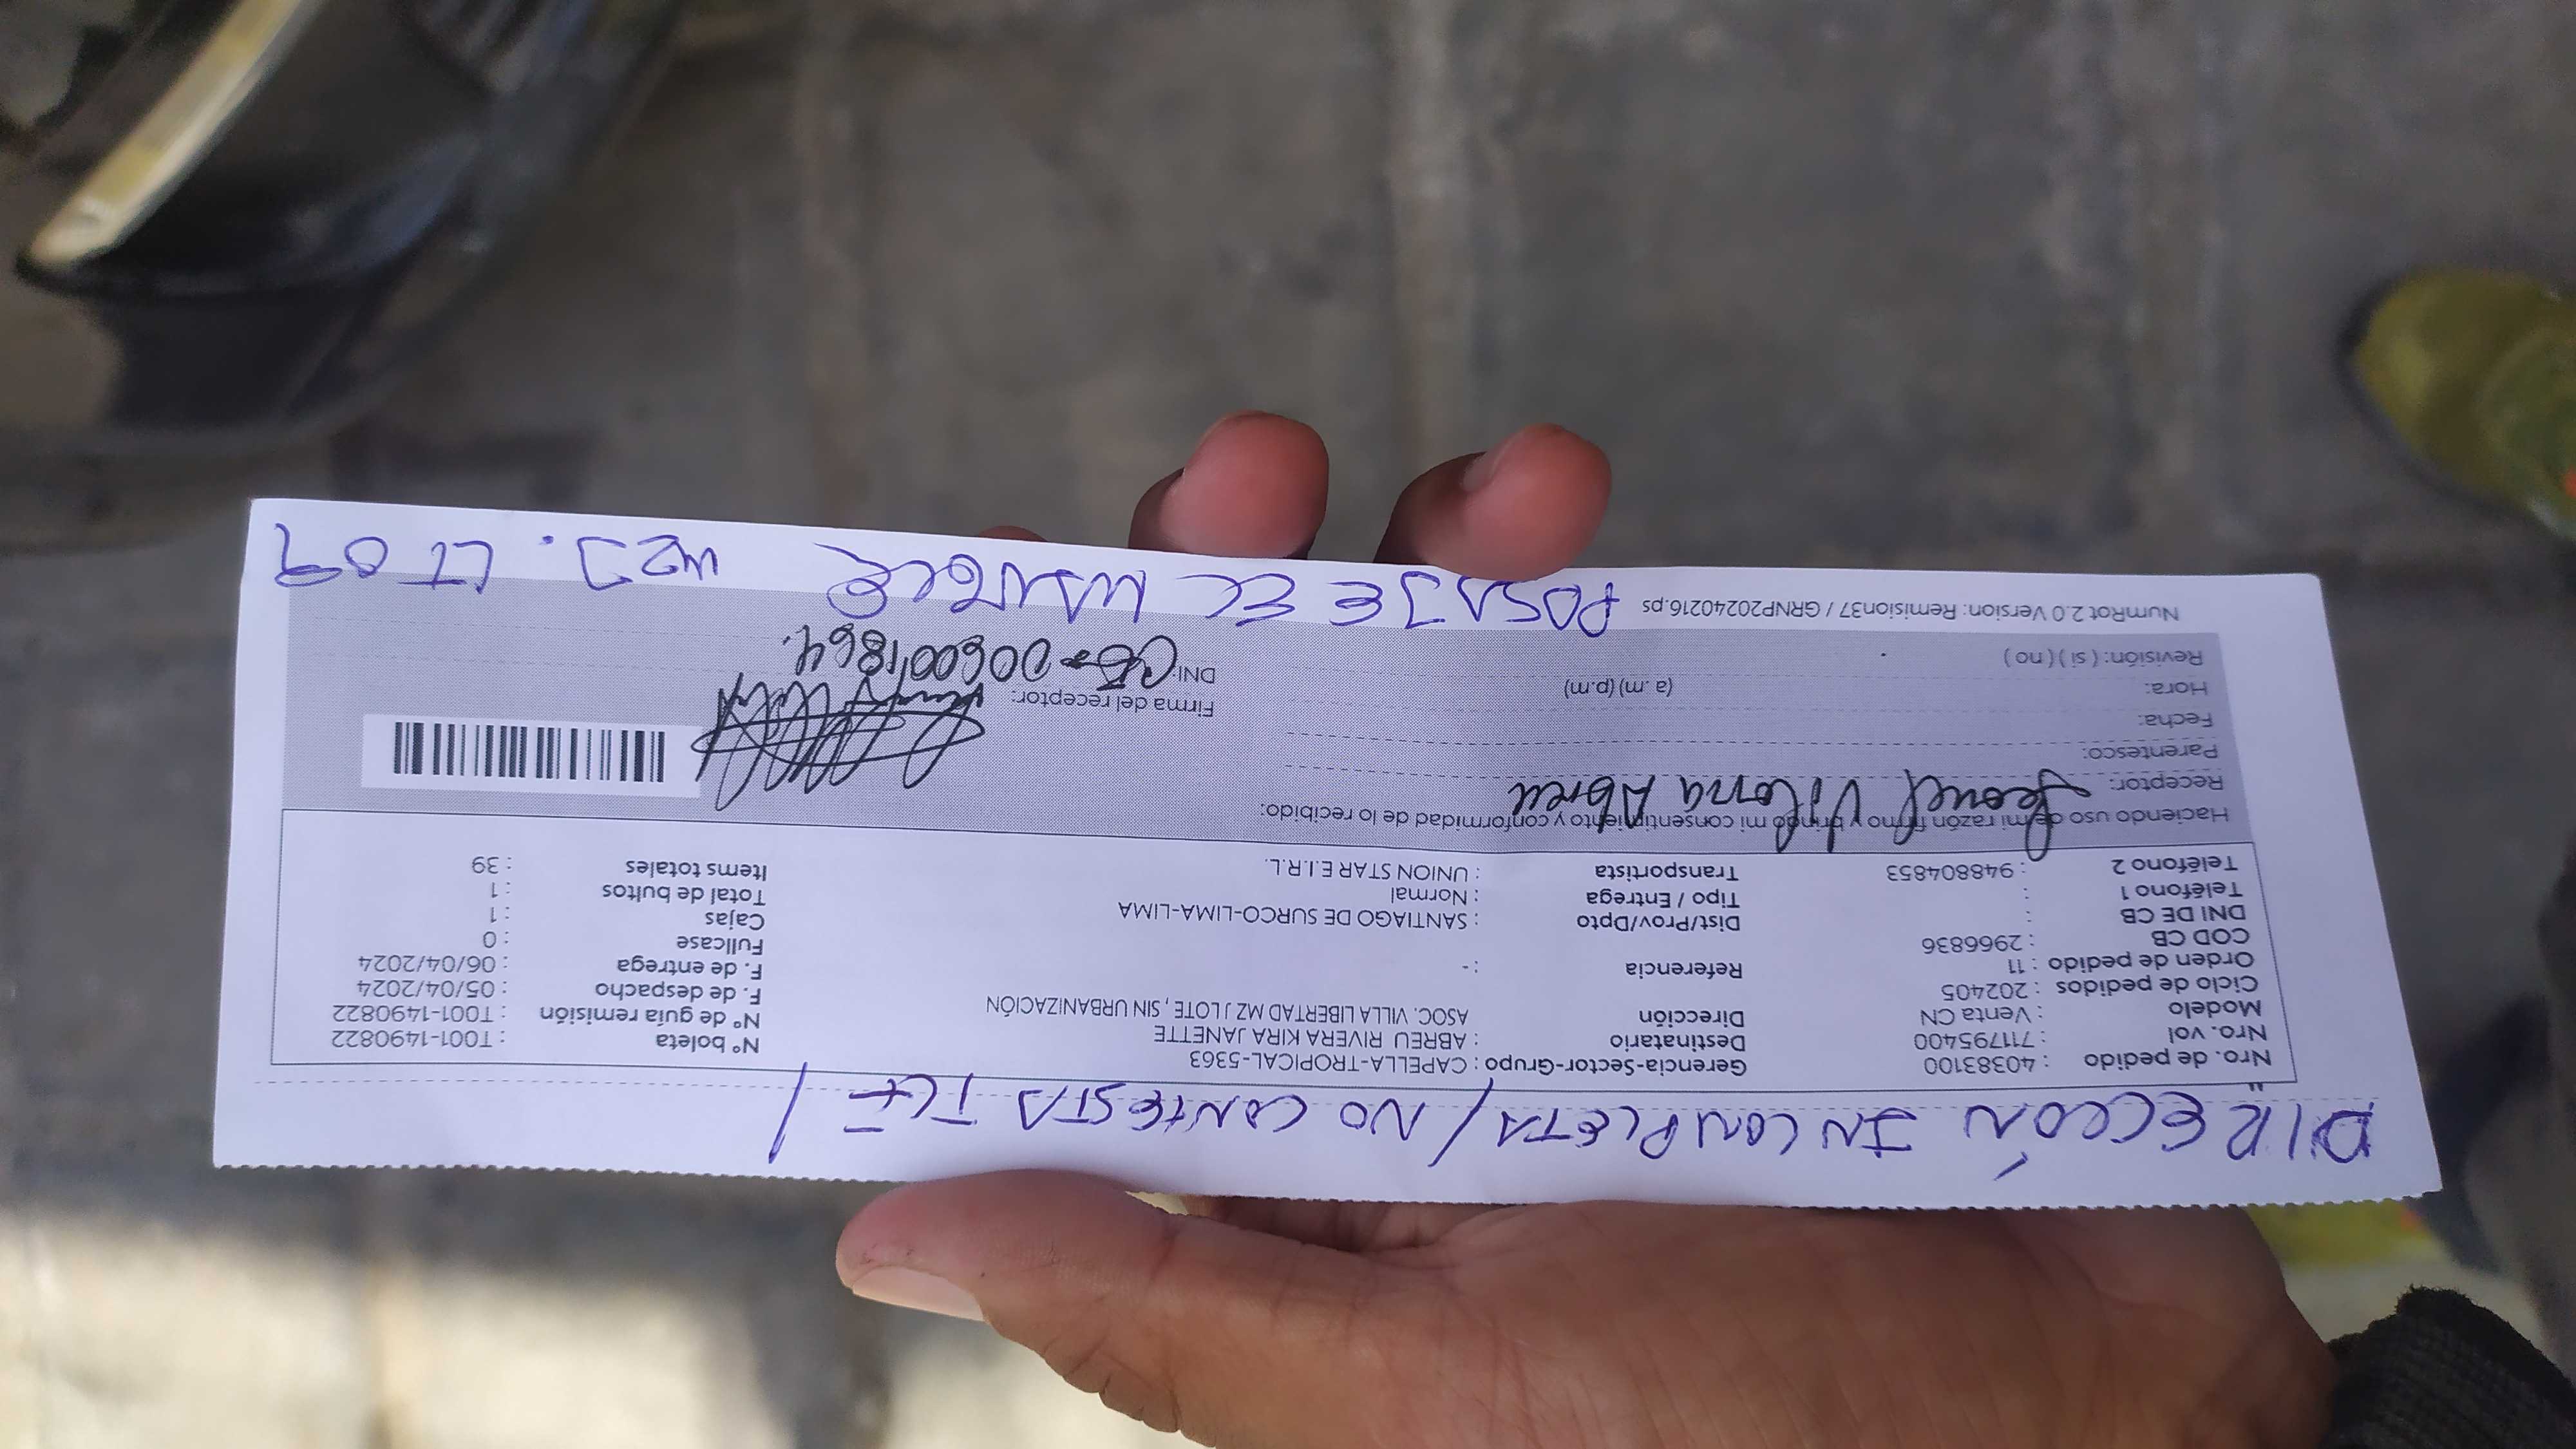 DIRECCIÓN INCOMPLETA / NO CONTESTA TLF /
Nro. de pedido : 40383100
Nro. vol : 711795400
Modelo : Venta CN
Ciclo de pedidos : 202405
Orden de pedido : 11
COD CB : 2966836
DNI DE CB :
Teléfono 1 :
Teléfono 2 : 948804853
Gerencia-Sector-Grupo : CAPELLA-TROPICAL-5363
Destinatario : ABREU RIVERA KIRA JANETTE
Dirección ASOC. VILLA LIBERTAD MZ J LOTE , SIN URBANIZACIÓN
Referencia : -
Dist/Prov/Dpto : SANTIAGO DE SURCO-LIMA-LIMA
Tipo / Entrega : Normal
Transportista : UNION STAR E.I.R.L.
N° boleta : T001-1490822
N° de guía remisión : T001-1490822
F. de despacho : 05/04/2024
F. de entrega : 06/04/2024
Fullcase : 0
Cajas : 1
Total de bultos : 1
Items totales : 39
Haciendo uso de mi razón firmo y brindo mi consentimiento y conformidad de lo recibido:
Receptor: Leonel Viloria Abreu
Parentesco:
Fecha:
Hora: (a.m) (p.m)
Revisión: ( si ) ( no )
Firma del receptor:
DNI: 006001864.
NumRot 2.0 Version: Remision37 / GRNP20240216.ps
PASAJE EL MANGLE MZJ. LT 09